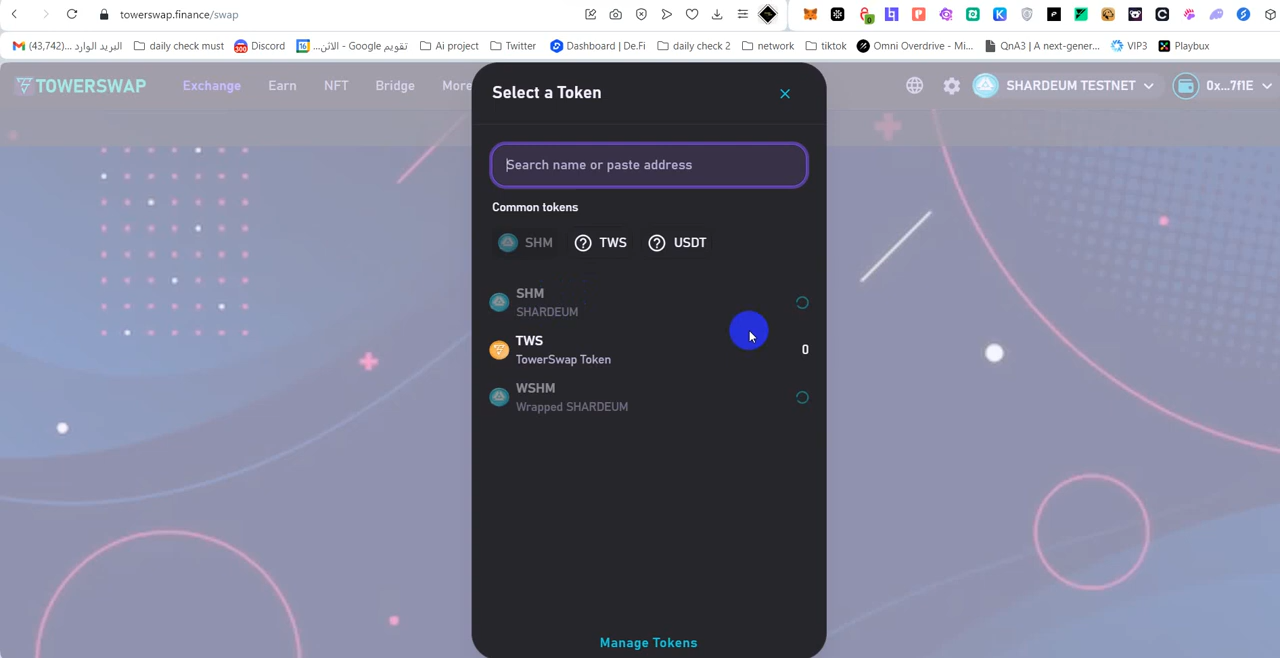 towerswap.finance/swap
(43,742)... البريد الوارد
daily check must
300
Discord
16
تقويم Google - الاثن...
Ai project
Twitter
Dashboard | De.Fi
daily check 2
network
tiktok
Omni Overdrive - Mi...
QnA3 | A next-gener...
VIP3
Playbux
TOWERSWAP
Exchange
Earn
NFT
Bridge
More
SHARDEUM TESTNET
0x...7f1E
Select a Token
Search name or paste address
Common tokens
SHM
TWS
USDT
SHM
SHARDEUM
TWS
TowerSwap Token
0
WSHM
Wrapped SHARDEUM
Manage Tokens